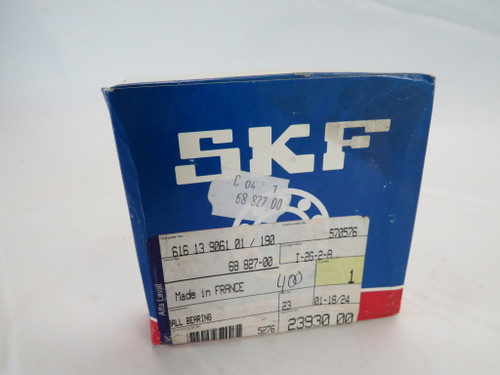 SKF
C 04 1
68 827 00
616 13 9061 01 / 190
570576
68 827-00
I-26-2-A
Made in FRANCE
400
1
Alfa Laval
ALL BEARING
23
01-18/24
5276
23930 00